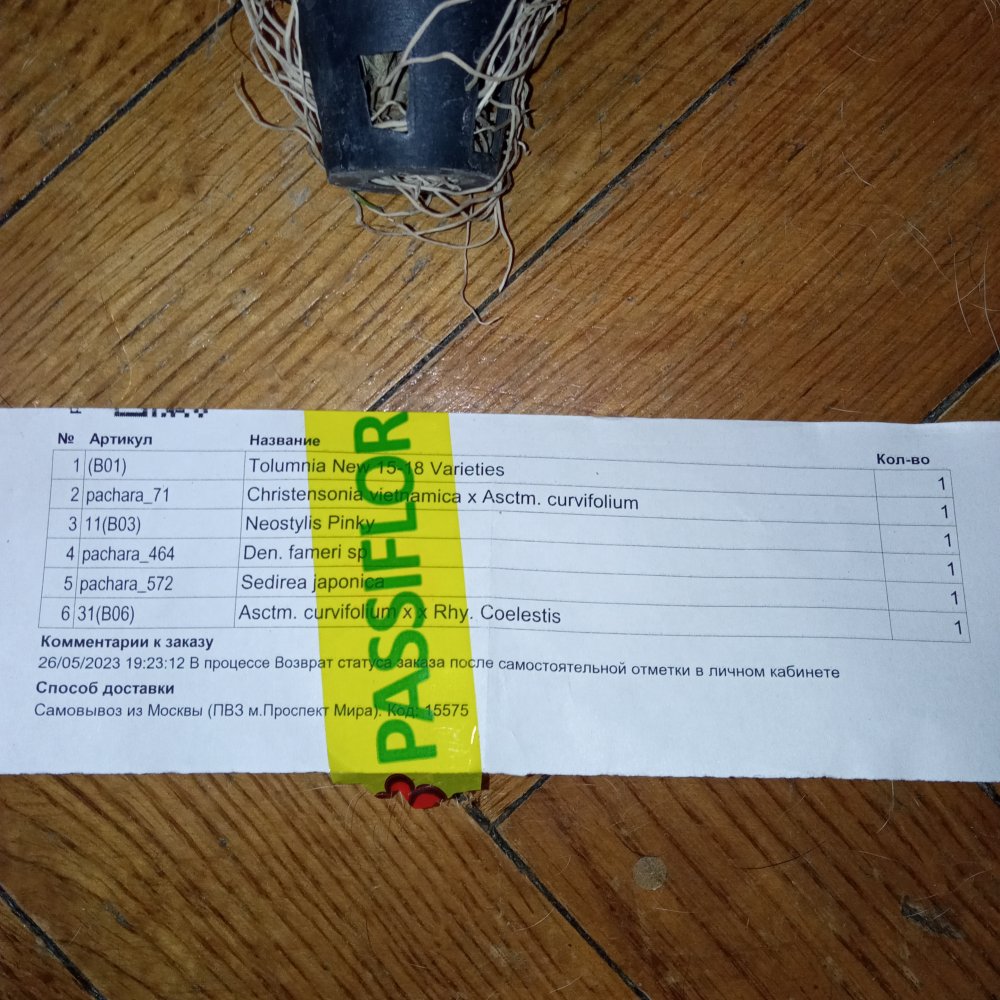 № Артикул Название Кол-во
1 (B01) Tolumnia New 15-18 Varieties 1
2 pachara_71 Christensonia vietnamica x Asctm. curvifolium 1
3 11(B03) Neostylis Pinky 1
4 pachara_464 Den. fameri sp 1
5 pachara_572 Sedirea japonica 1
6 31(B06) Asctm. curvifolium x x Rhy. Coelestis 1
Комментарии к заказу
26/05/2023 19:23:12 В процессе Возврат статуса заказа после самостоятельной отметки в личном кабинете
Способ доставки
Самовывоз из Москвы (ПВЗ м.Проспект Мира). Код: 15575
PASSIFLOR